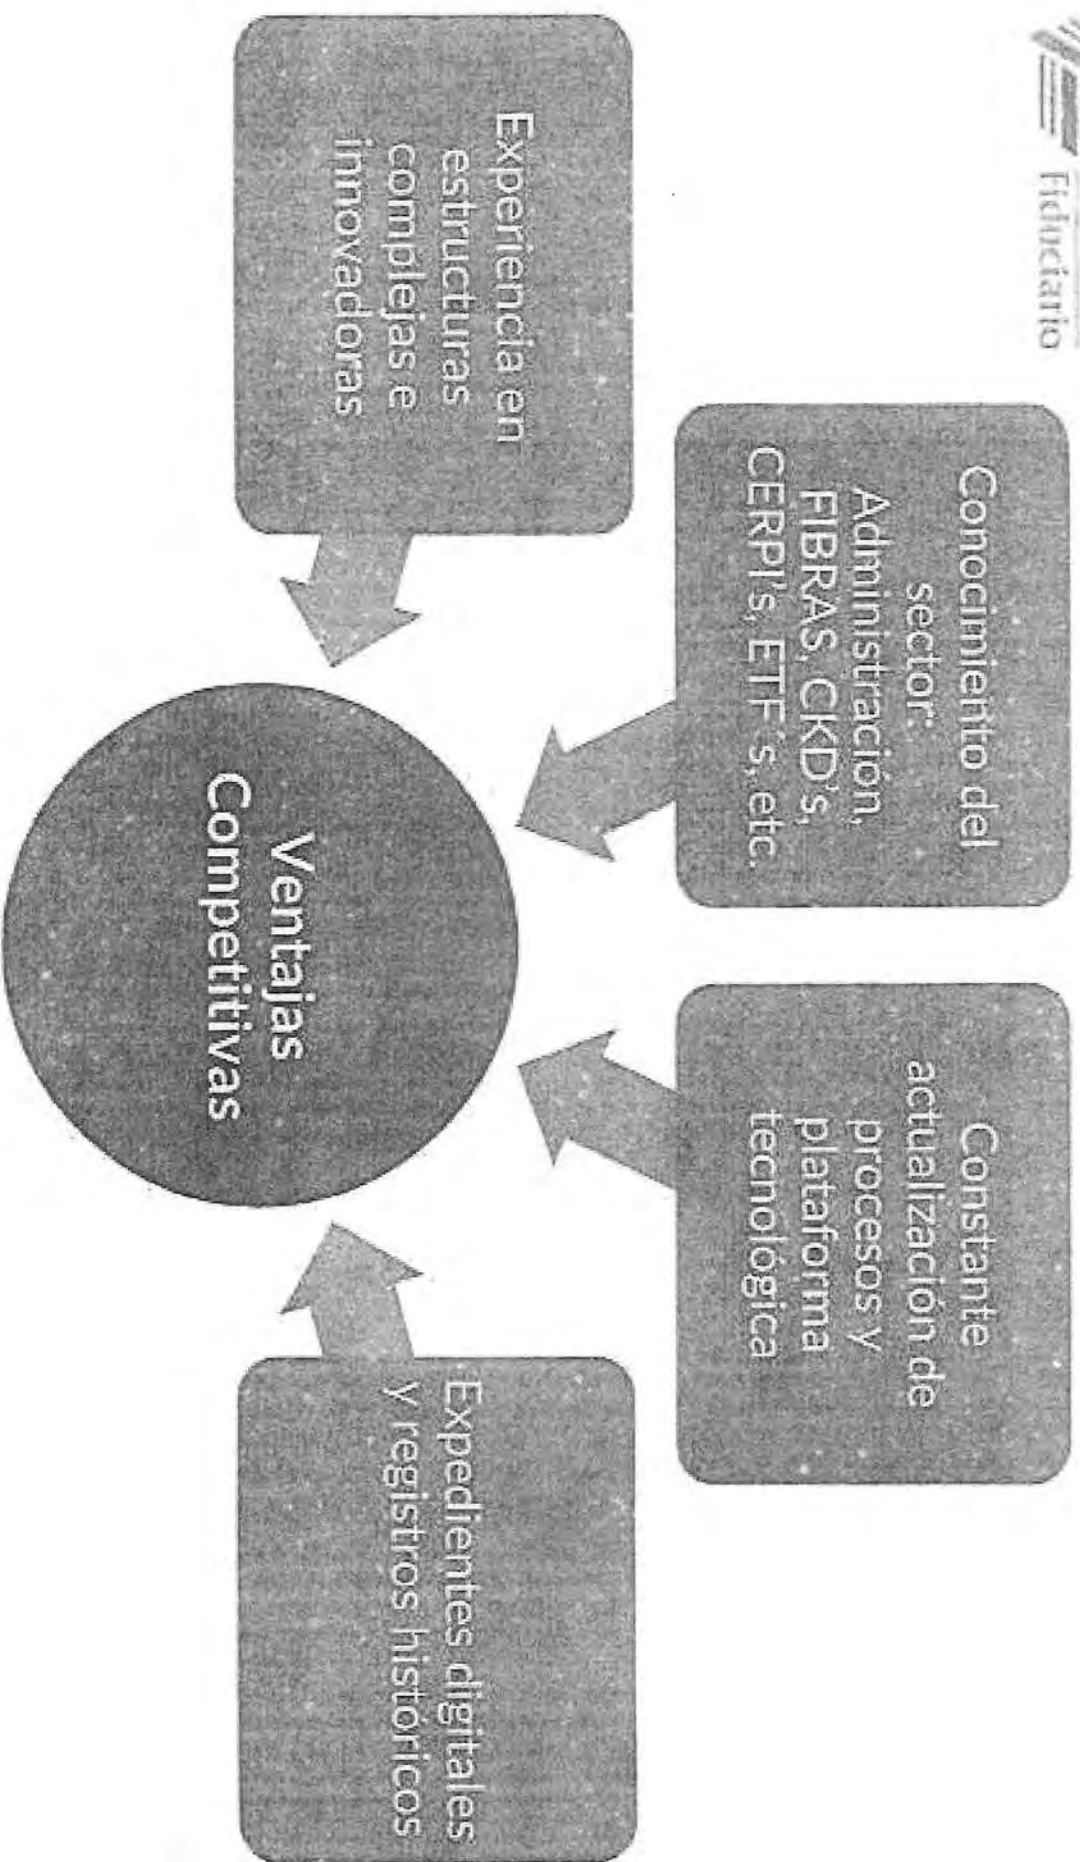 Fiduciario
Experiencia en
estructuras
complejas e
innovadoras
Conocimiento del
sector:
Administración,
FIBRAS, CKD's,
CERPI's, ETF´s, etc.
Constante
actualización de
procesos y
plataforma
tecnológica
Expedientes digitales
y registros históricos
Ventajas
Competitivas